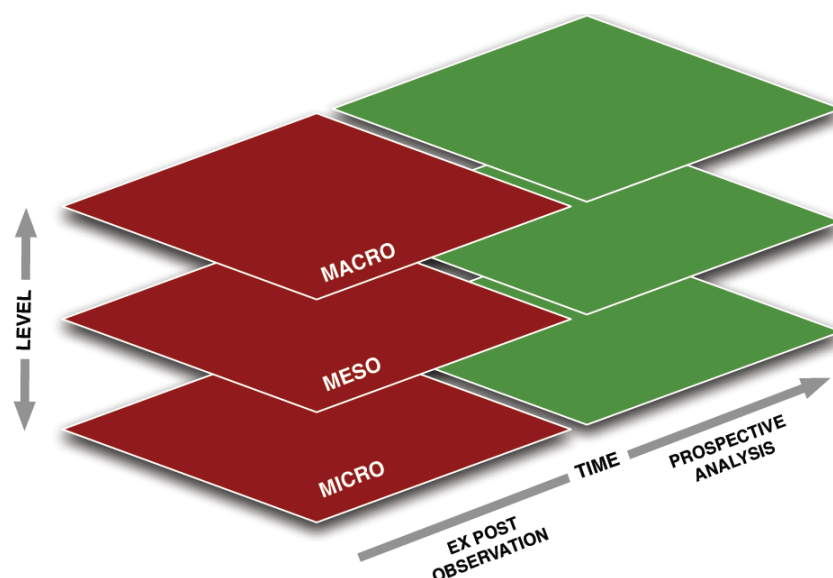 MACRO
MESO
MICRO
LEVEL
TIME
EX POST
OBSERVATION
PROSPECTIVE
ANALYSIS